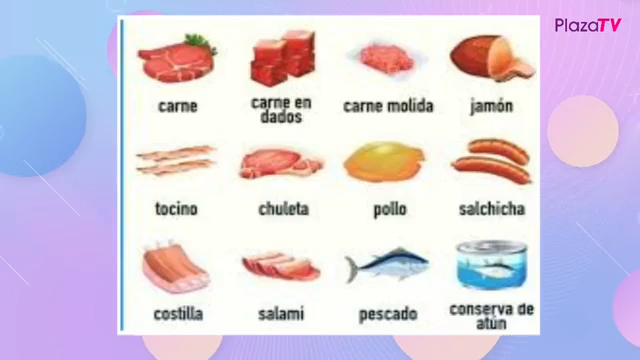 PlazaTV
carne
carne en
dados
carne molida
jamón
tocino
chuleta
pollo
salchicha
costilla
salami
pescado
conserva de
atún